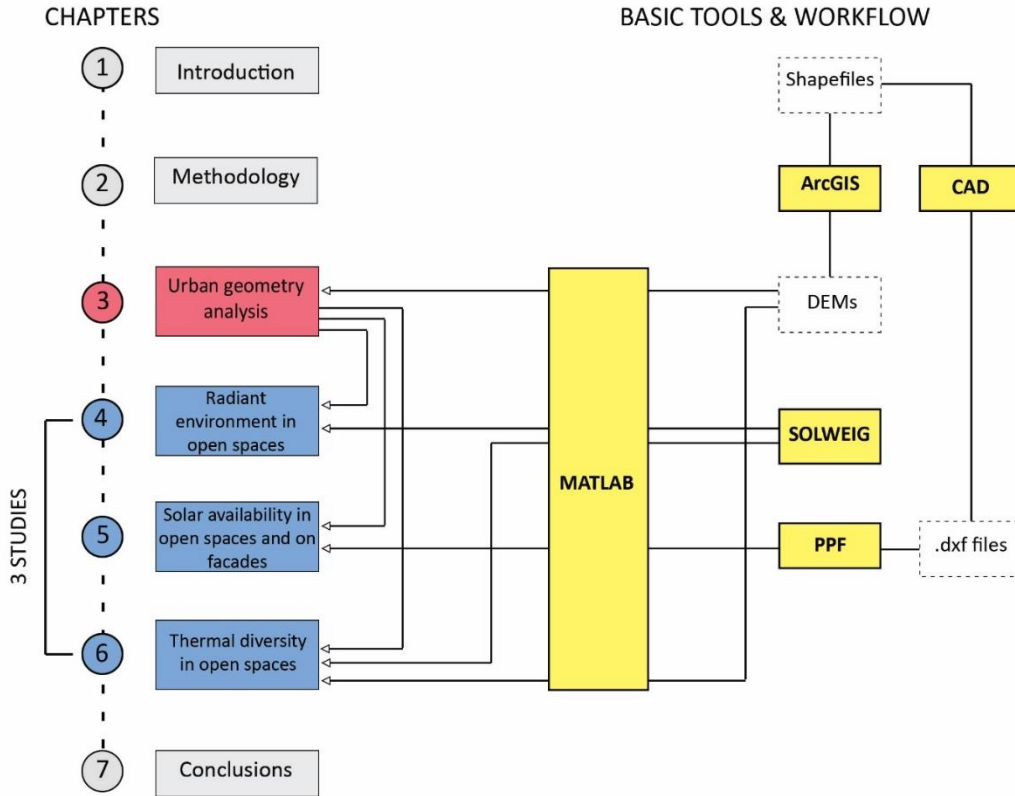 CHAPTERS
BASIC TOOLS & WORKFLOW
1
Introduction
Shapefiles
2
Methodology
ArcGIS
CAD
3
Urban geometry
analysis
DEMs
4
Radiant
environment in
open spaces
SOLWEIG
MATLAB
3 STUDIES
5
Solar availability in
open spaces and on
facades
PPF
.dxf files
6
Thermal diversity
in open spaces
7
Conclusions